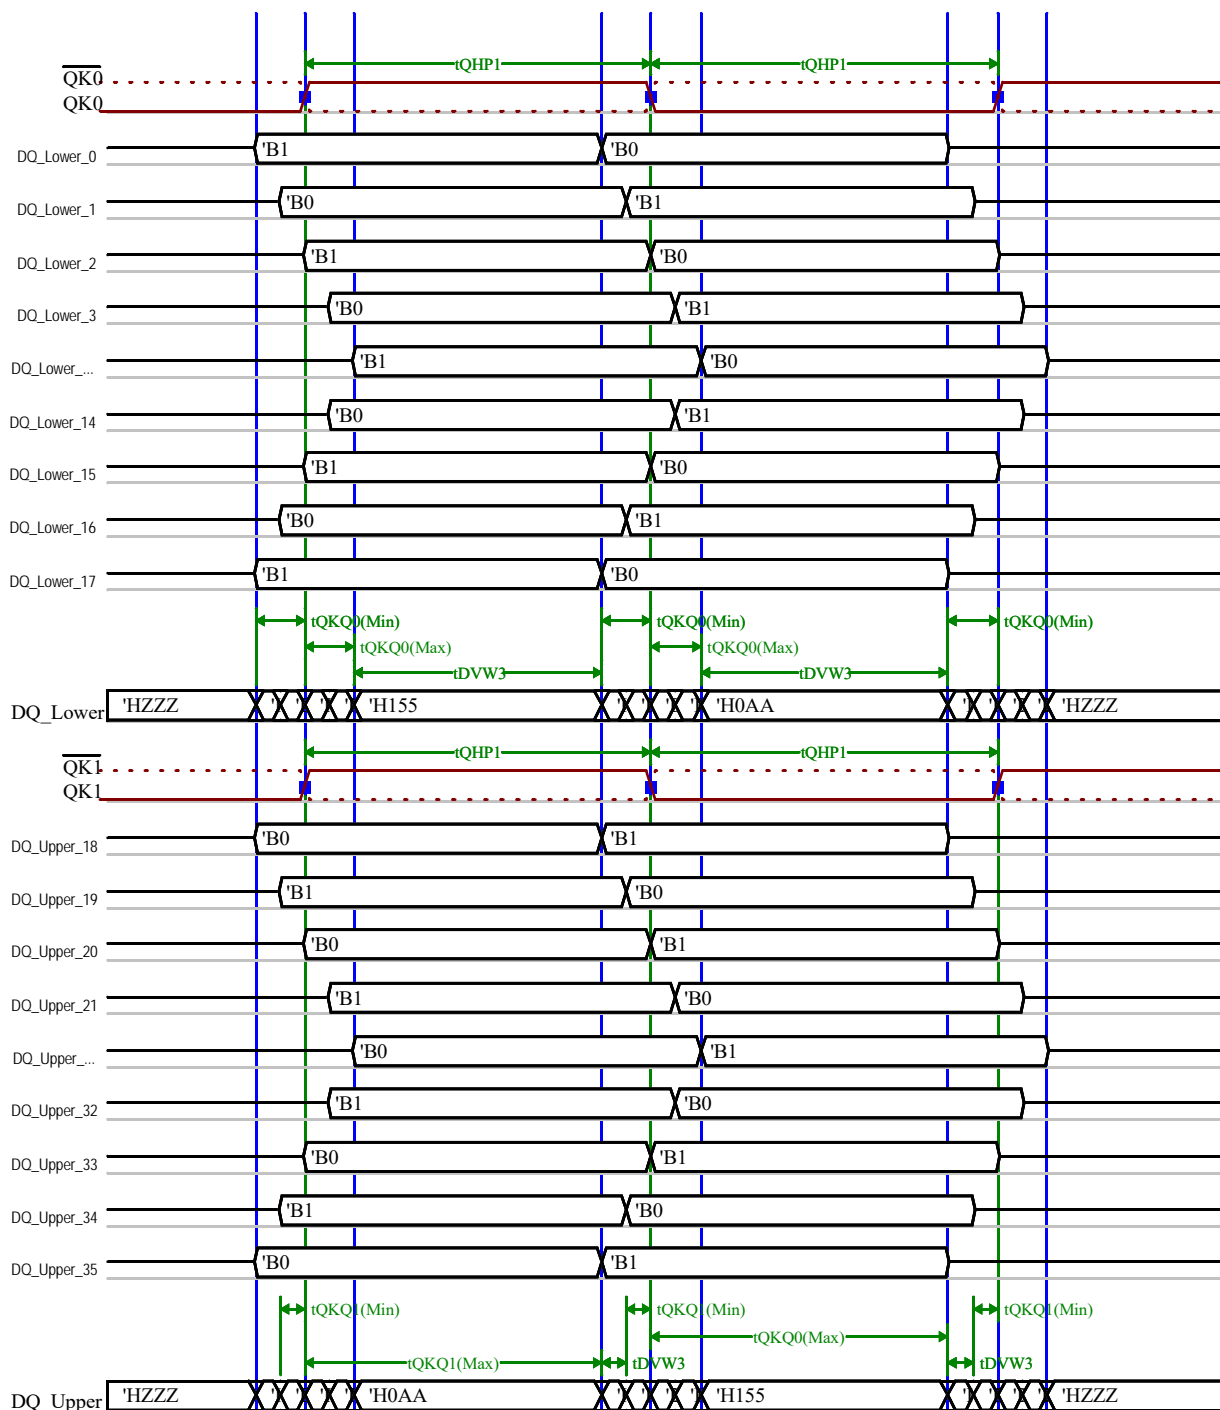 tQHP1 tQHP1
QK0
QK0
DQ_Lower_0 'B1 'B0
DQ_Lower_1 'B0 'B1
DQ_Lower_2 'B1 'B0
DQ_Lower_3 'B0 'B1
DQ_Lower_... 'B1 'B0
DQ_Lower_14 'B0 'B1
DQ_Lower_15 'B1 'B0
DQ_Lower_16 'B0 'B1
DQ_Lower_17 'B1 'B0
tQKQ0(Min) tQKQ0(Min) tQKQ0(Min)
tQKQ0(Max) tQKQ0(Max)
tDVW3 tDVW3
DQ_Lower 'HZZZ 'H155 'H0AA 'HZZZ
tQHP1 tQHP1
QK1
QK1
DQ_Upper_18 'B0 'B1
DQ_Upper_19 'B1 'B0
DQ_Upper_20 'B0 'B1
DQ_Upper_21 'B1 'B0
DQ_Upper_... 'B0 'B1
DQ_Upper_32 'B1 'B0
DQ_Upper_33 'B0 'B1
DQ_Upper_34 'B1 'B0
DQ_Upper_35 'B0 'B1
tQKQ1(Min) tQKQ1(Min) tQKQ1(Min)
tQKQ0(Max)
tQKQ1(Max) tDVW3 tDVW3
DQ_Upper 'HZZZ 'H0AA 'H155 'HZZZ